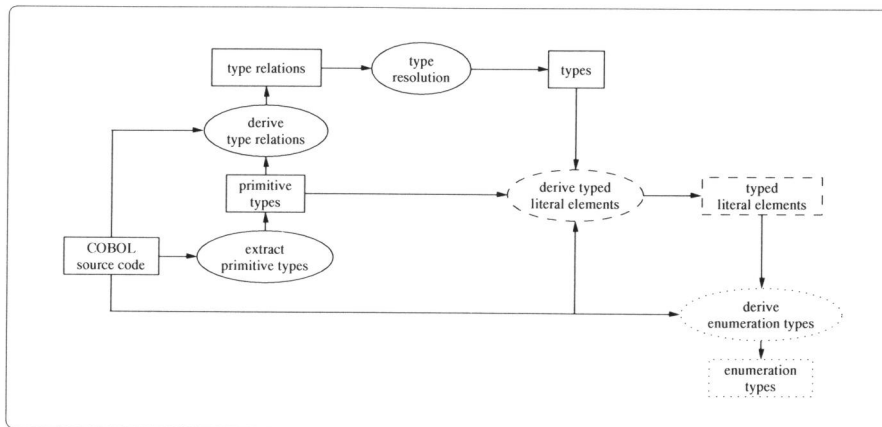 type relations
type
resolution
types
derive
type relations
primitive
types
derive typed
literal elements
typed
literal elements
COBOL
source code
extract
primitive types
derive
enumeration types
enumeration
types